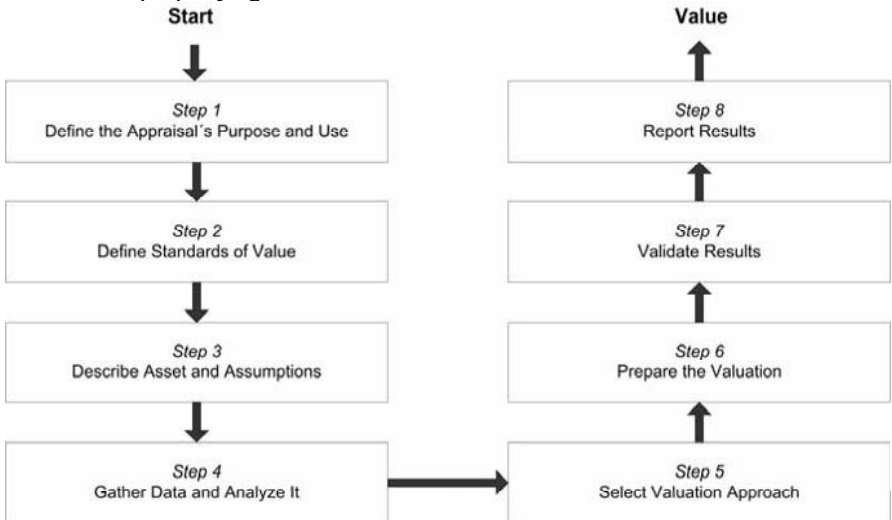 Start
Value
Step 1
Define the Appraisal´s Purpose and Use
Step 2
Define Standards of Value
Step 3
Describe Asset and Assumptions
Step 4
Gather Data and Analyze It
Step 5
Select Valuation Approach
Step 6
Prepare the Valuation
Step 7
Validate Results
Step 8
Report Results